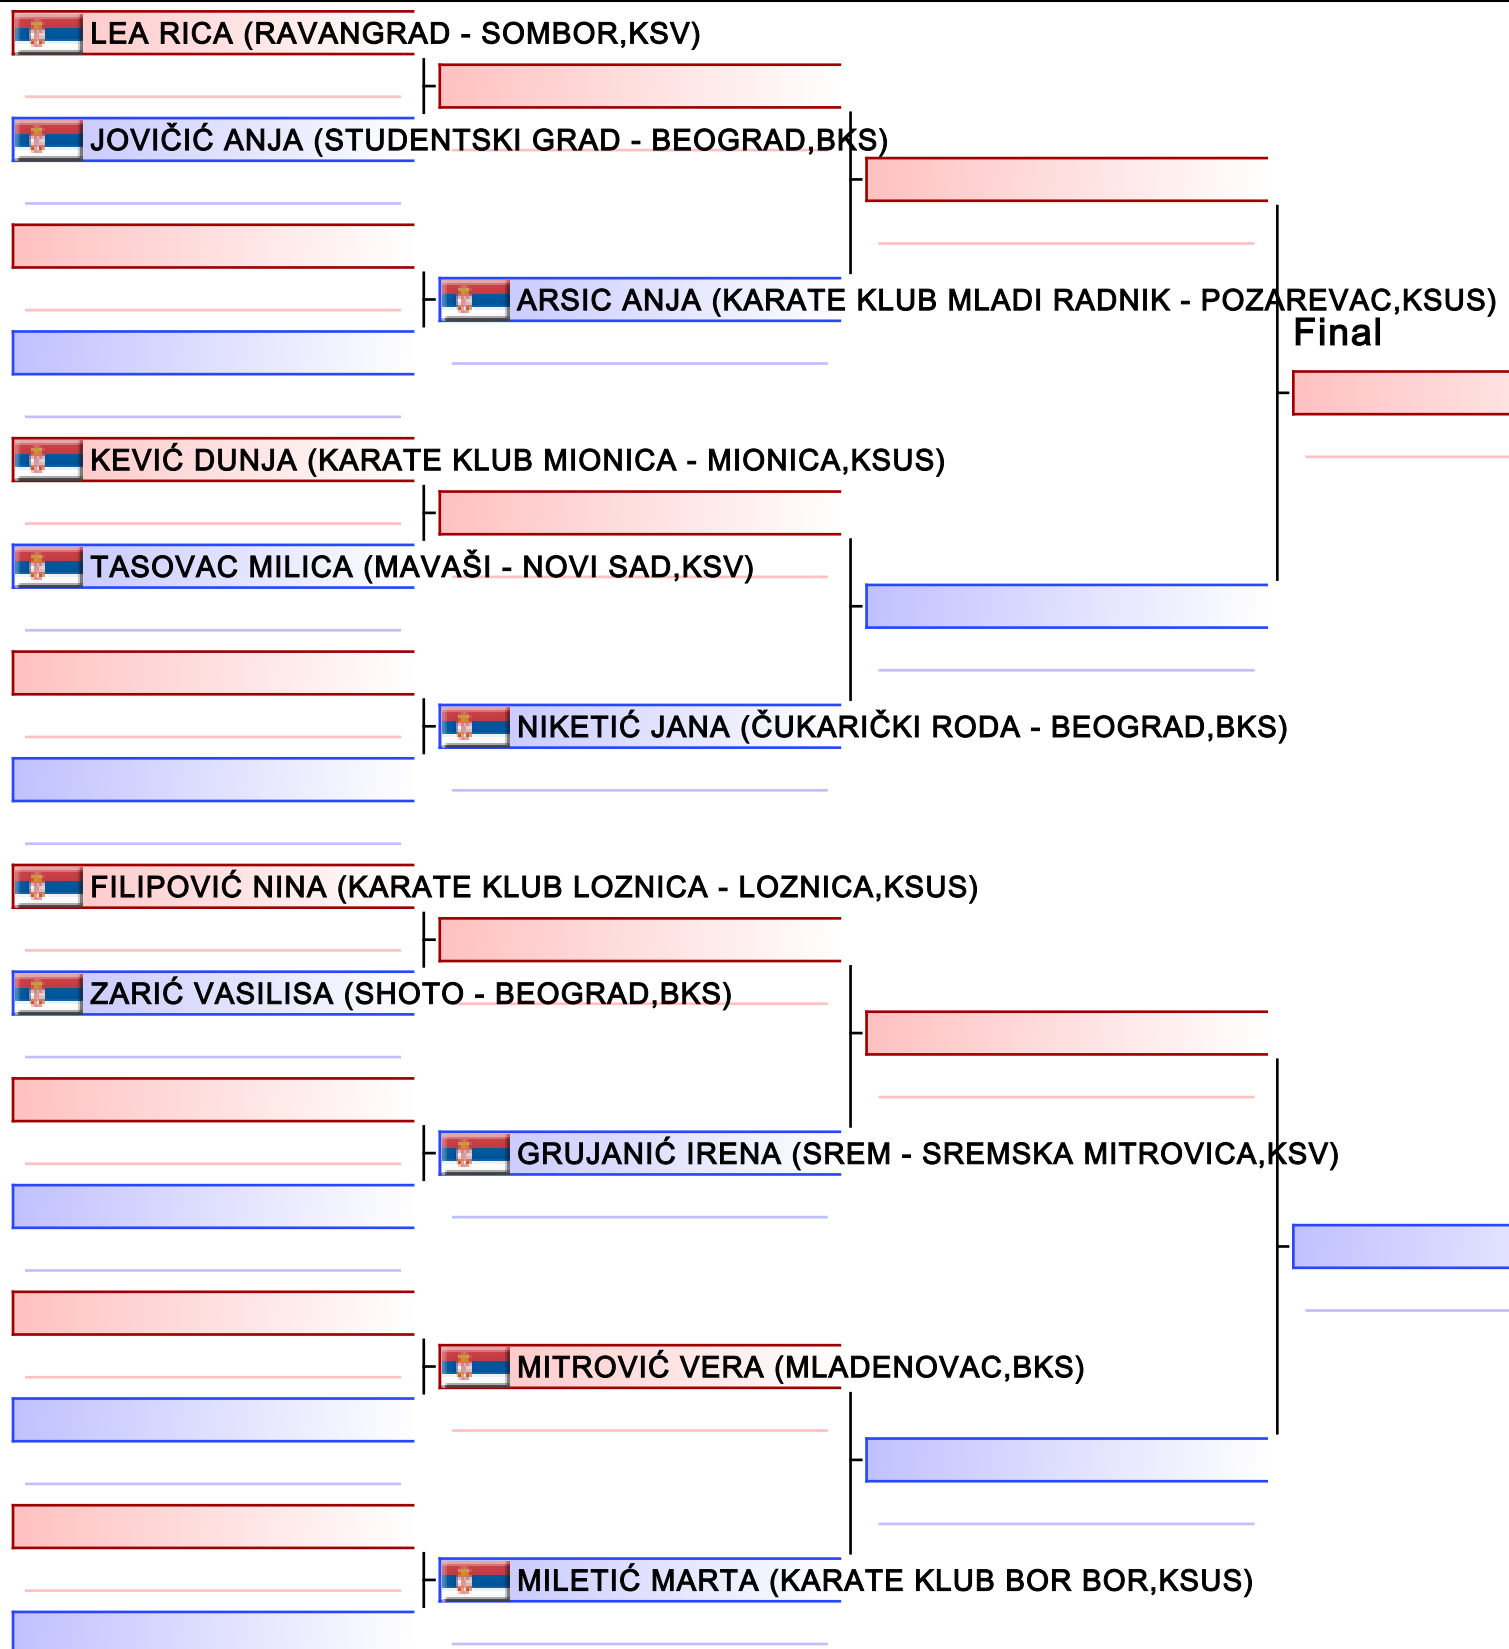 LEA RICA (RAVANGRAD - SOMBOR,KSV)
JOVIČIĆ ANJA (STUDENTSKI GRAD - BEOGRAD,BKS)
ARSIC ANJA (KARATE KLUB MLADI RADNIK - POZAREVAC,KSUS)
Final
KEVIĆ DUNJA (KARATE KLUB MIONICA - MIONICA,KSUS)
TASOVAC MILICA (MAVAŠI - NOVI SAD,KSV)
NIKETIĆ JANA (ČUKARIČKI RODA - BEOGRAD,BKS)
FILIPOVIĆ NINA (KARATE KLUB LOZNICA - LOZNICA,KSUS)
ZARIĆ VASILISA (SHOTO - BEOGRAD,BKS)
GRUJANIĆ IRENA (SREM - SREMSKA MITROVICA,KSV)
MITROVIĆ VERA (MLADENOVAC,BKS)
MILETIĆ MARTA (KARATE KLUB BOR BOR,KSUS)